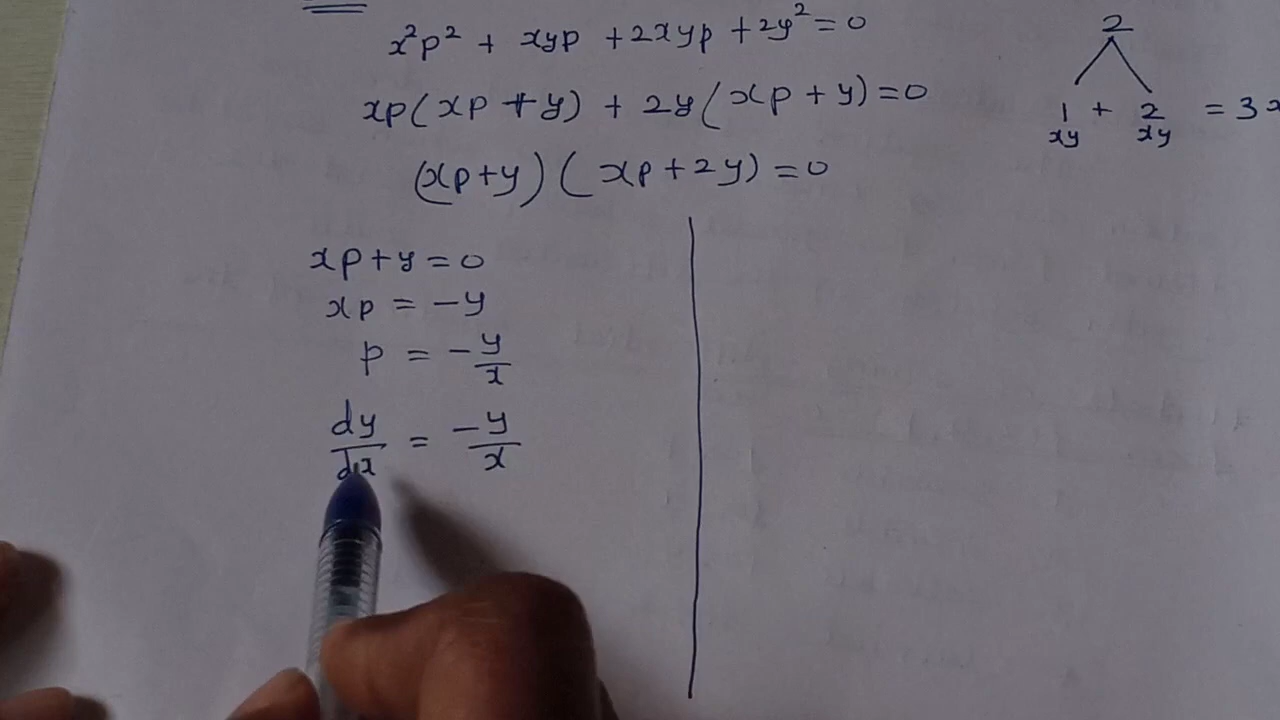 x²p² + xyp + 2xyp + 2y² = 0
xp(xp + y) + 2y(xp + y) = 0
(xp + y)(xp + 2y) = 0
2
1 + 2 = 3x
xy xy
xp + y = 0
xp = -y
p = -y/x
dy/dx = -y/x